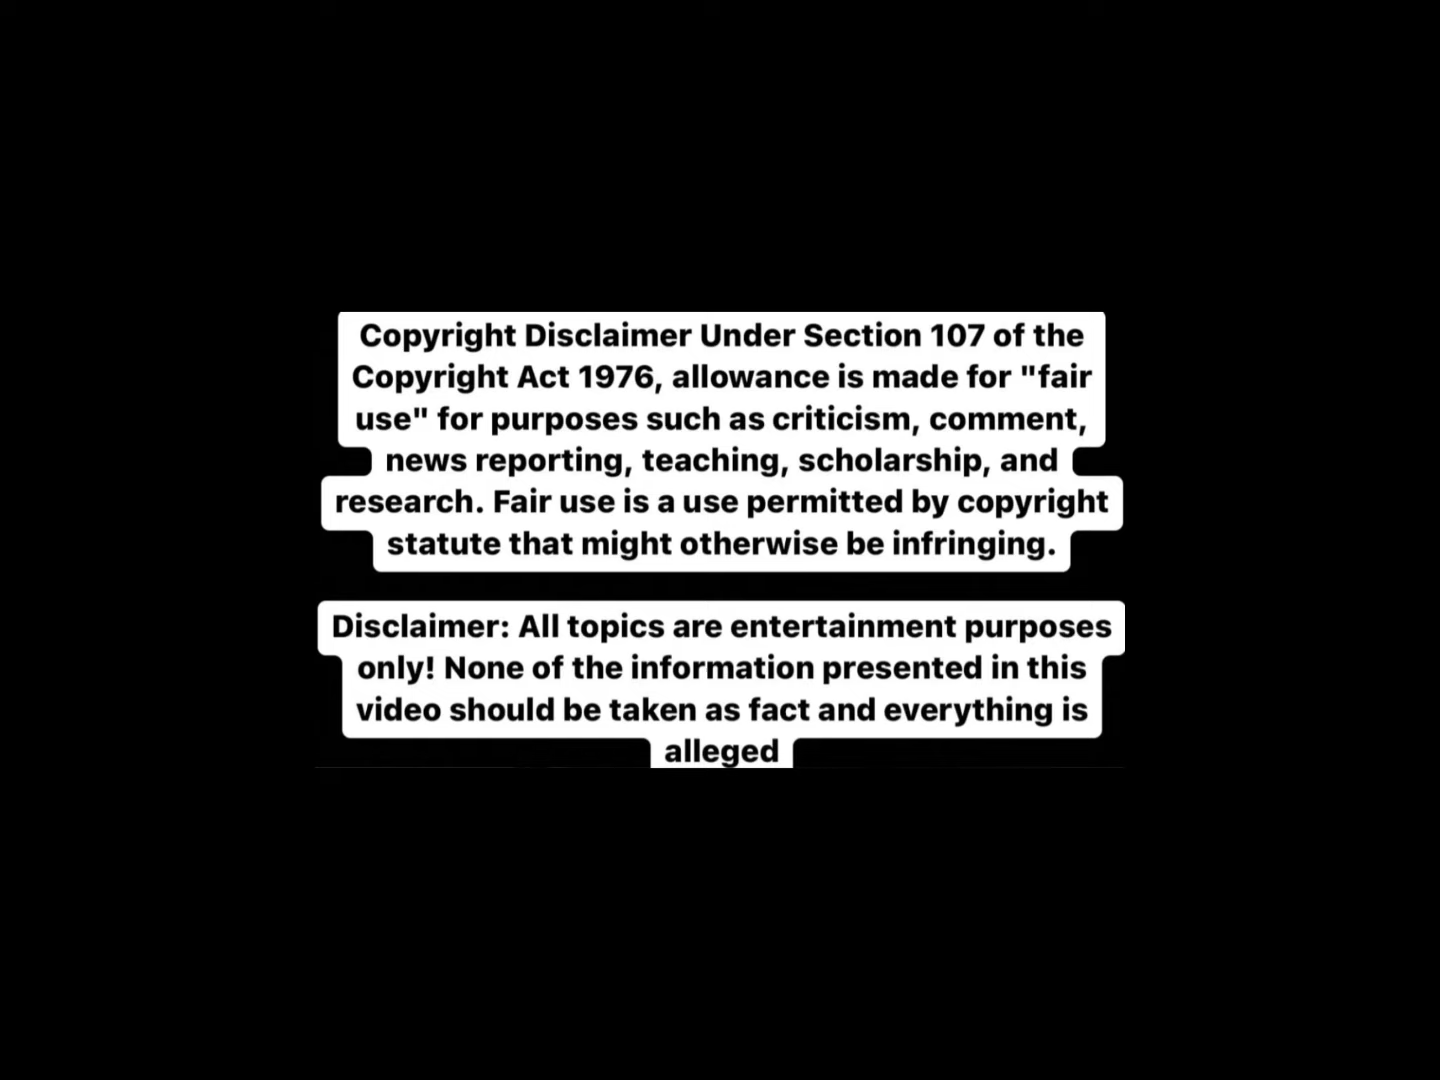 Copyright Disclaimer Under Section 107 of the
Copyright Act 1976, allowance is made for "fair
use" for purposes such as criticism, comment,
news reporting, teaching, scholarship, and
research. Fair use is a use permitted by copyright
statute that might otherwise be infringing.
Disclaimer: All topics are entertainment purposes
only! None of the information presented in this
video should be taken as fact and everything is
alleged